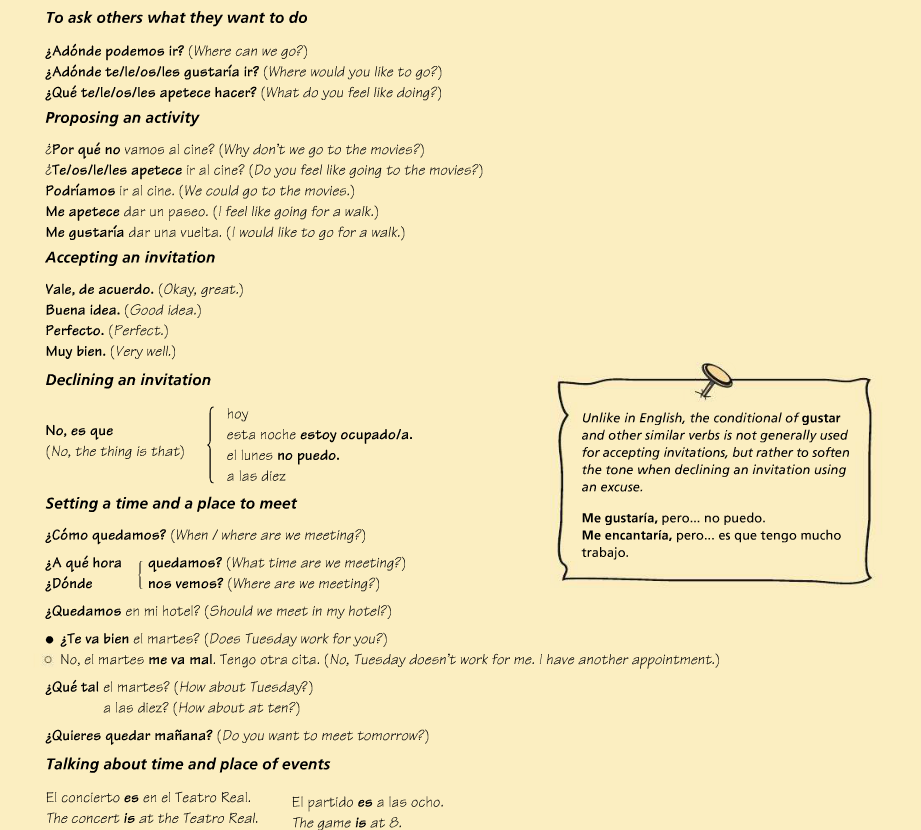 To ask others what they want to do
¿Adónde podemos ir? (Where can we go?)
¿Adónde te/le/os/les gustaría ir? (Where would you like to go?)
¿Qué te/le/os/les apetece hacer? (What do you feel like doing?)
Proposing an activity
¿Por qué no vamos al cine? (Why don't we go to the movies?)
¿Te/os/le/les apetece ir al cine? (Do you feel like going to the movies?)
Podríamos ir al cine. (We could go to the movies.)
Me apetece dar un paseo. (I feel like going for a walk.)
Me gustaría dar una vuelta. (I would like to go for a walk.)
Accepting an invitation
Vale, de acuerdo. (Okay, great.)
Buena idea. (Good idea.)
Perfecto. (Perfect.)
Muy bien. (Very well.)
Declining an invitation
No, es que
(No, the thing is that)
hoy
esta noche estoy ocupado/a.
el lunes no puedo.
a las diez
Unlike in English, the conditional of gustar
and other similar verbs is not generally used
for accepting invitations, but rather to soften
the tone when declining an invitation using
an excuse.
Me gustaría, pero... no puedo.
Me encantaría, pero... es que tengo mucho
trabajo.
Setting a time and a place to meet
¿Cómo quedamos? (When / where are we meeting?)
¿A qué hora quedamos? (What time are we meeting?)
¿Dónde nos vemos? (Where are we meeting?)
¿Quedamos en mi hotel? (Should we meet in my hotel?)
● ¿Te va bien el martes? (Does Tuesday work for you?)
○ No, el martes me va mal. Tengo otra cita. (No, Tuesday doesn't work for me. I have another appointment.)
¿Qué tal el martes? (How about Tuesday?)
a las diez? (How about at ten?)
¿Quieres quedar mañana? (Do you want to meet tomorrow?)
Talking about time and place of events
El concierto es en el Teatro Real.
The concert is at the Teatro Real.
El partido es a las ocho.
The game is at 8.